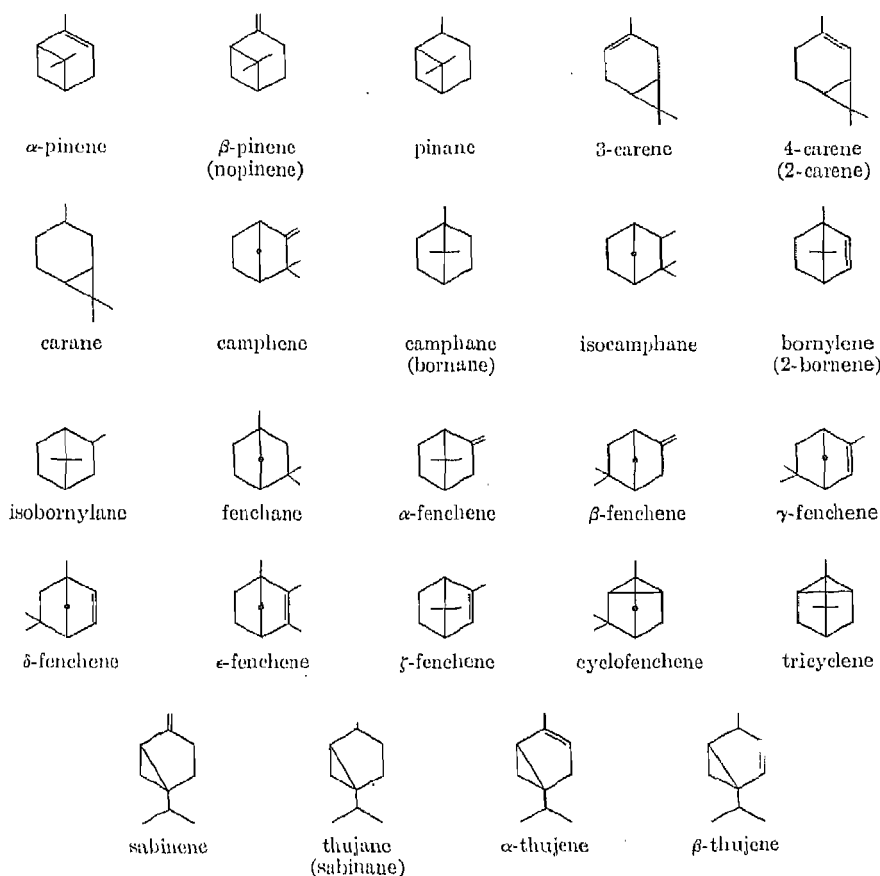 α-pinene
β-pinene
(nopinene)
pinane
3-carene
4-carene
(2-carene)
carane
camphene
camphane
(bornane)
isocamphane
bornylene
(2-bornene)
isobornylane
fenchane
α-fenchene
β-fenchene
γ-fenchene
δ-fenchene
ϵ-fenchene
ζ-fenchene
cyclofenchene
tricyclene
sabinene
thujane
(sabinane)
α-thujene
β-thujene